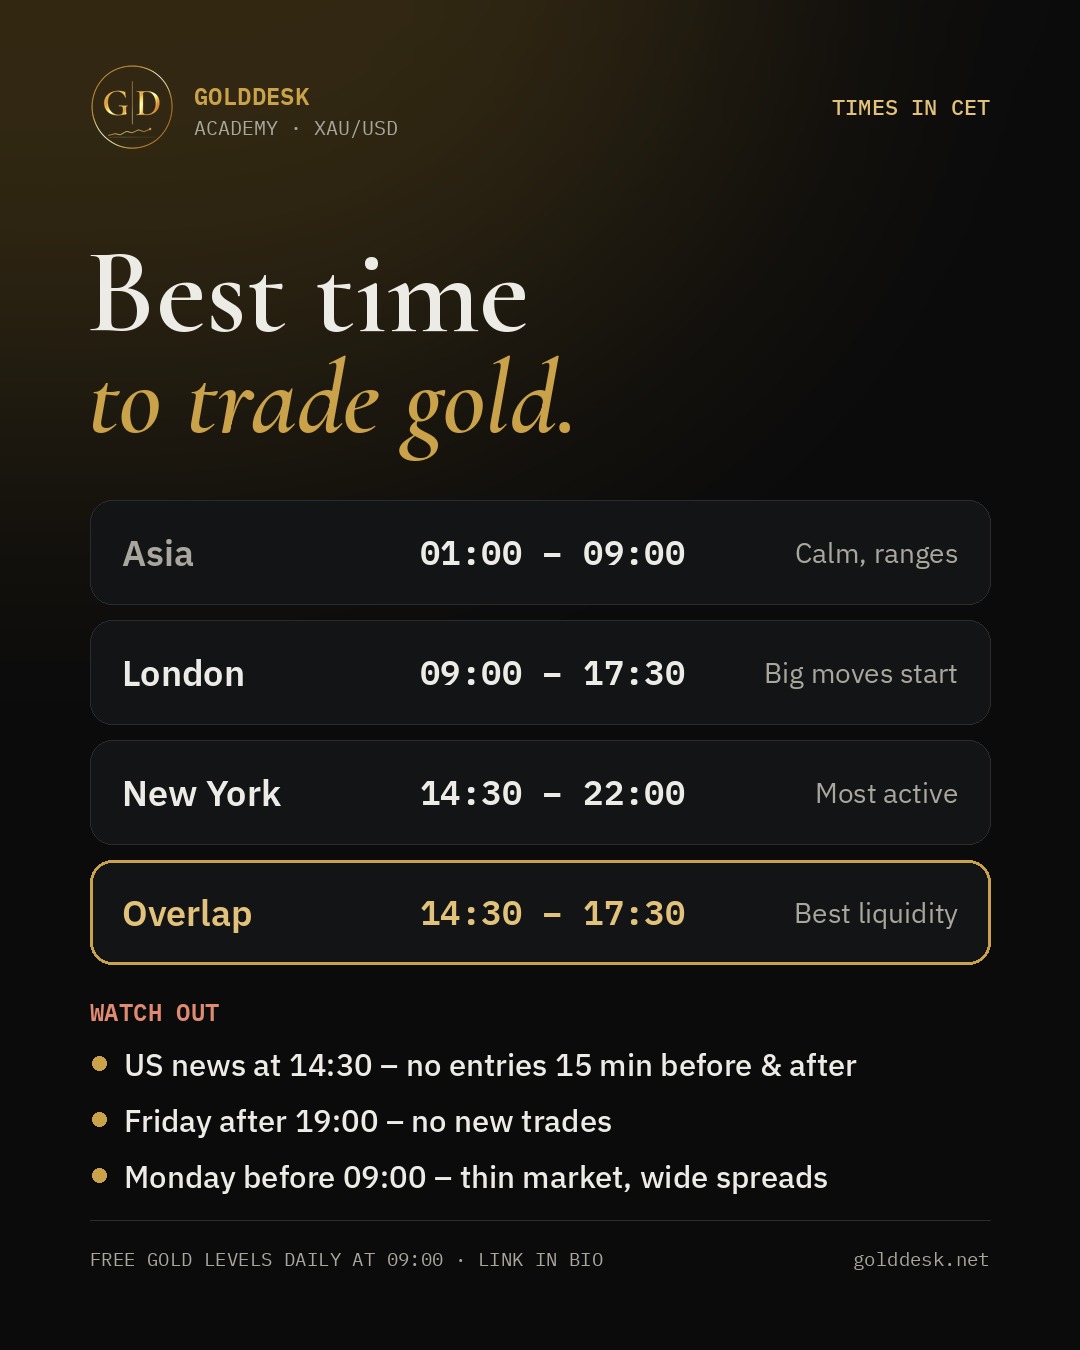 G|D
GOLDDESK
ACADEMY · XAU/USD
TIMES IN CET
Best time
to trade gold.
Asia 01:00 – 09:00 Calm, ranges
London 09:00 – 17:30 Big moves start
New York 14:30 – 22:00 Most active
Overlap 14:30 – 17:30 Best liquidity
WATCH OUT
US news at 14:30 – no entries 15 min before & after
Friday after 19:00 – no new trades
Monday before 09:00 – thin market, wide spreads
FREE GOLD LEVELS DAILY AT 09:00 · LINK IN BIO
golddesk.net